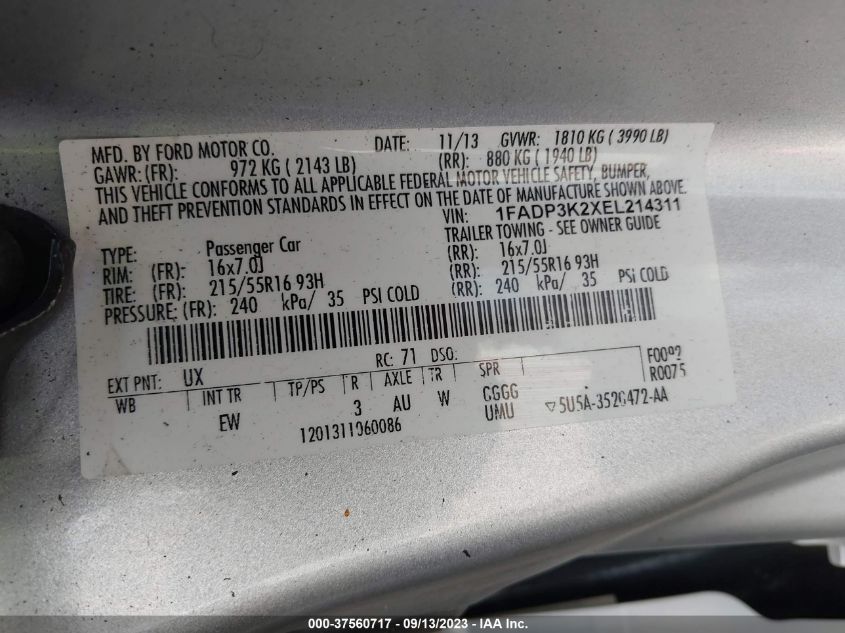 MFD. BY FORD MOTOR CO. DATE: 11/13 GVWR: 1810 KG ( 3990 LB)
GAWR: (FR): 972 KG ( 2143 LB) (RR): 880 KG ( 1940 LB)
THIS VEHICLE CONFORMS TO ALL APPLICABLE FEDERAL MOTOR VEHICLE SAFETY, BUMPER,
AND THEFT PREVENTION STANDARDS IN EFFECT ON THE DATE OF MANUFACTURE SHOWN ABOVE.
VIN: 1FADP3K2XEL214311
TRAILER TOWING - SEE OWNER GUIDE
TYPE: Passenger Car
RIM: (FR): 16x7.0J (RR): 16x7.0J
TIRE: (FR): 215/55R16 93H (RR): 215/55R16 93H
PRESSURE: (FR): 240 kPa/ 35 PSI COLD (RR): 240 kPa/ 35 PSI COLD
EXT PNT: UX RC: 71 DSO: F0002
WB INT TR TP/PS R AXLE TR SPR R0075
EW 3 AU W GGGG
UMU ▽5U5A-3520472-AA
1201311060086
000-37560717 - 09/13/2023 - IAA Inc.